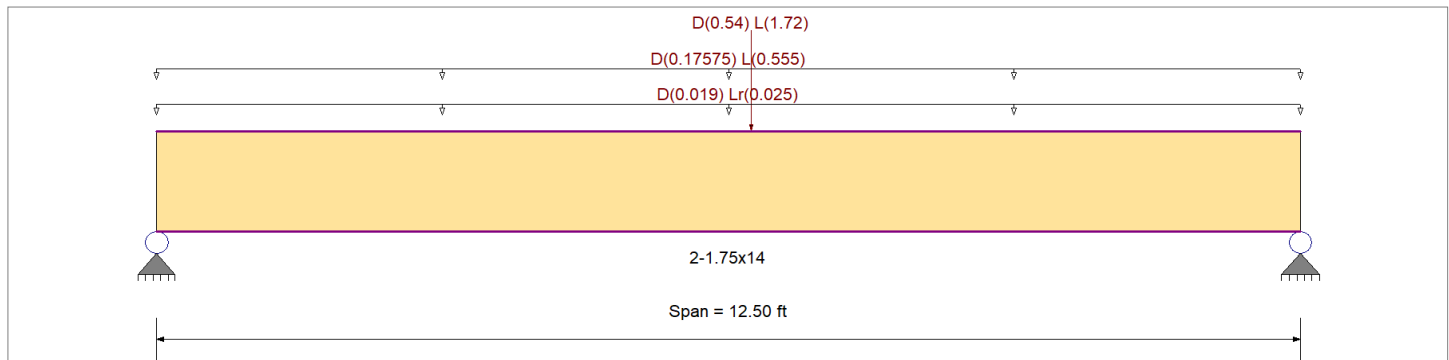 D(0.54) L(1.72)
D(0.17575) L(0.555)
D(0.019) Lr(0.025)
2-1.75x14
Span = 12.50 ft